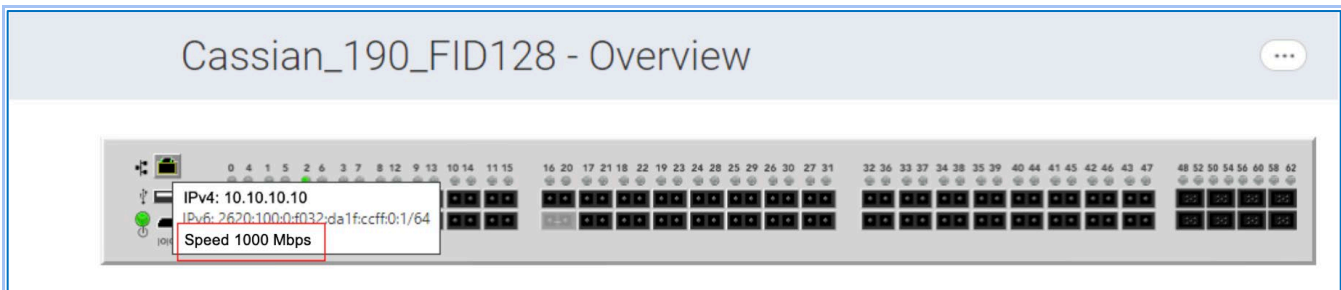 Cassian_190_FID128 - Overview
0 4 1 5 2 6 3 7 8 12 9 13 10 14 11 15 16 20 17 21 18 22 19 23 24 28 25 29 26 30 27 31 32 36 33 37 34 38 35 39 40 44 41 45 42 46 43 47 48 52 50 54 56 60 58 62
IPv4: 10.10.10.10
IPv6: 2620:100:0:f032:da1f:ccff:0:1/64
Speed 1000 Mbps